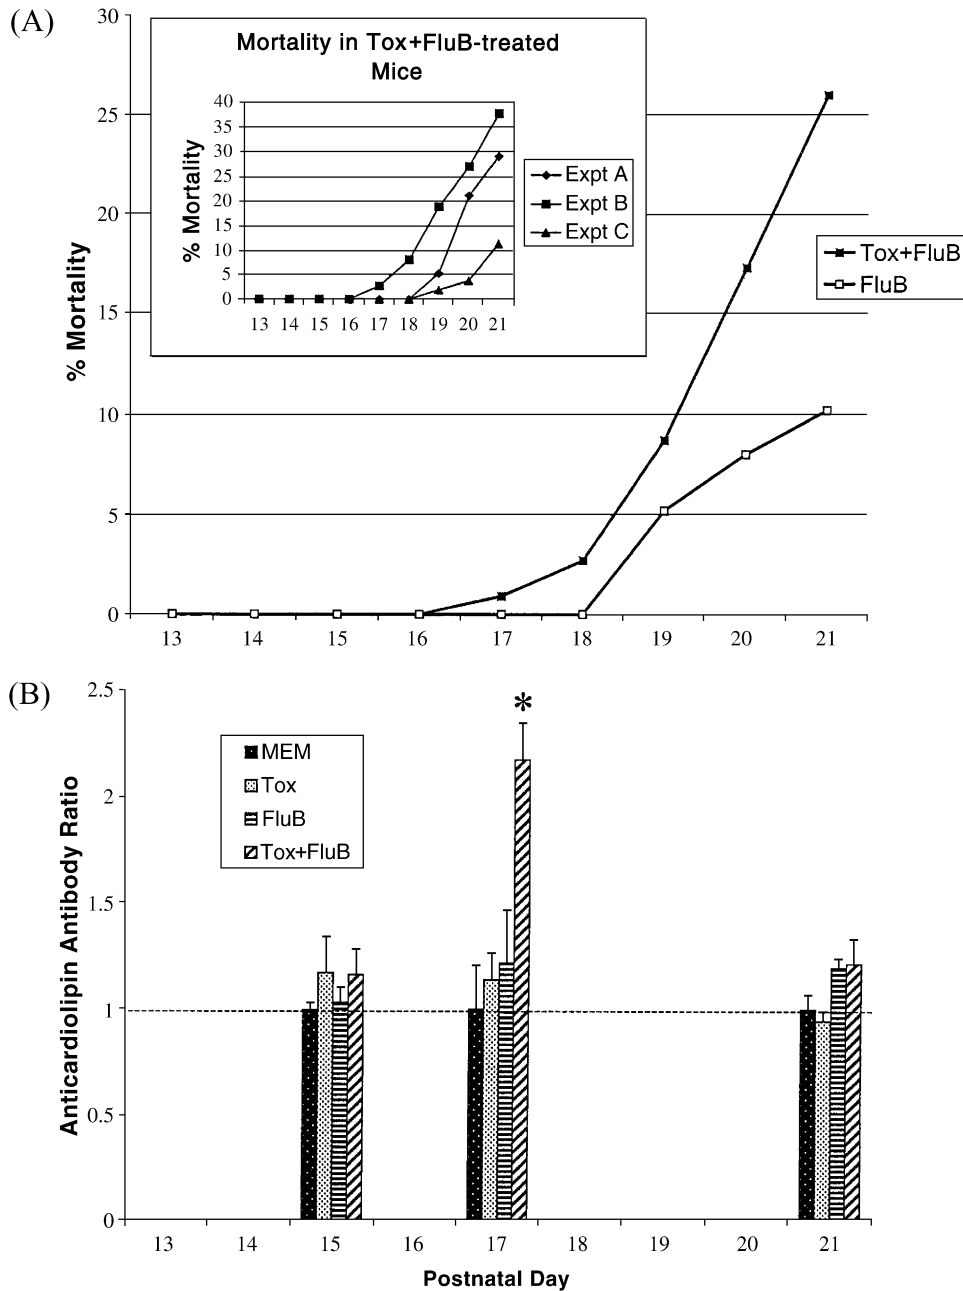 (A)
Mortality in Tox+FluB-treated
Mice
% Mortality
40
35
30
25
20
15
10
5
0
13 14 15 16 17 18 19 20 21
Expt A
Expt B
Expt C
% Mortality
30
25
20
15
10
5
0
13 14 15 16 17 18 19 20 21
Tox+FluB
FluB
(B)
Anticardiolipin Antibody Ratio
2.5
2
1.5
1
0.5
0
MEM
Tox
FluB
Tox+FluB
*
13 14 15 16 17 18 19 20 21
Postnatal Day